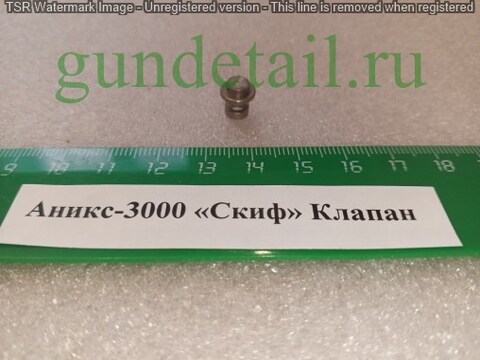 TSR Watermark Image - Unregistered version - This line is removed when registered
gundetail.ru
9 10 11 12 13 14 15 16 17 18
Аникс-3000 «Скиф» Клапан